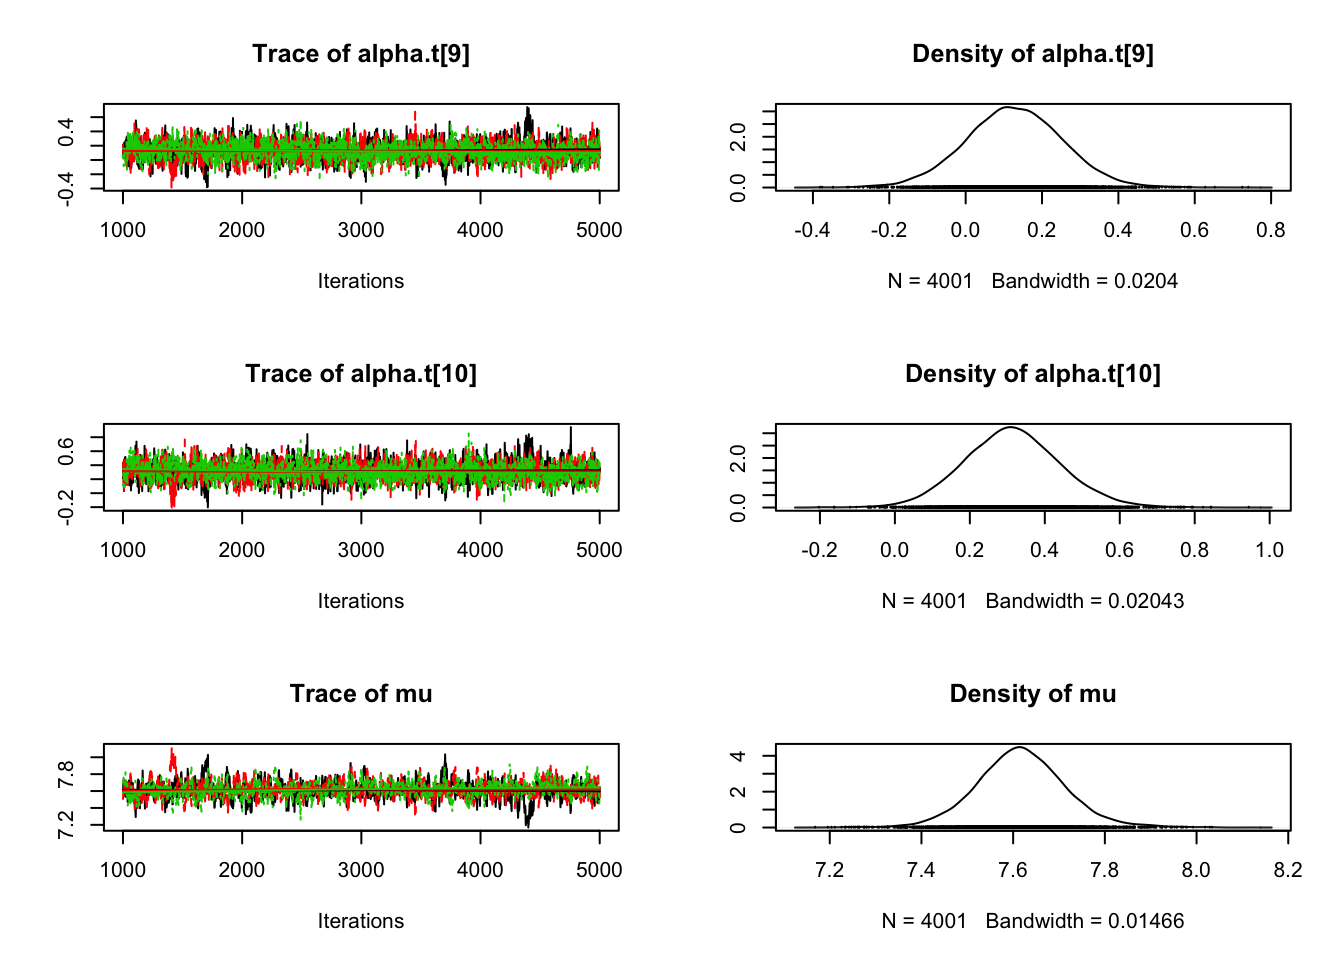 Trace of alpha.t[9]
0.4
-0.4
1000 2000 3000 4000 5000
Iterations
Density of alpha.t[9]
2.0
0.0
-0.4 -0.2 0.0 0.2 0.4 0.6 0.8
N = 4001 Bandwidth = 0.0204
Trace of alpha.t[10]
0.6
-0.2
1000 2000 3000 4000 5000
Iterations
Density of alpha.t[10]
2.0
0.0
-0.2 0.0 0.2 0.4 0.6 0.8 1.0
N = 4001 Bandwidth = 0.02043
Trace of mu
7.8
7.2
1000 2000 3000 4000 5000
Iterations
Density of mu
4
2
0
7.2 7.4 7.6 7.8 8.0 8.2
N = 4001 Bandwidth = 0.01466